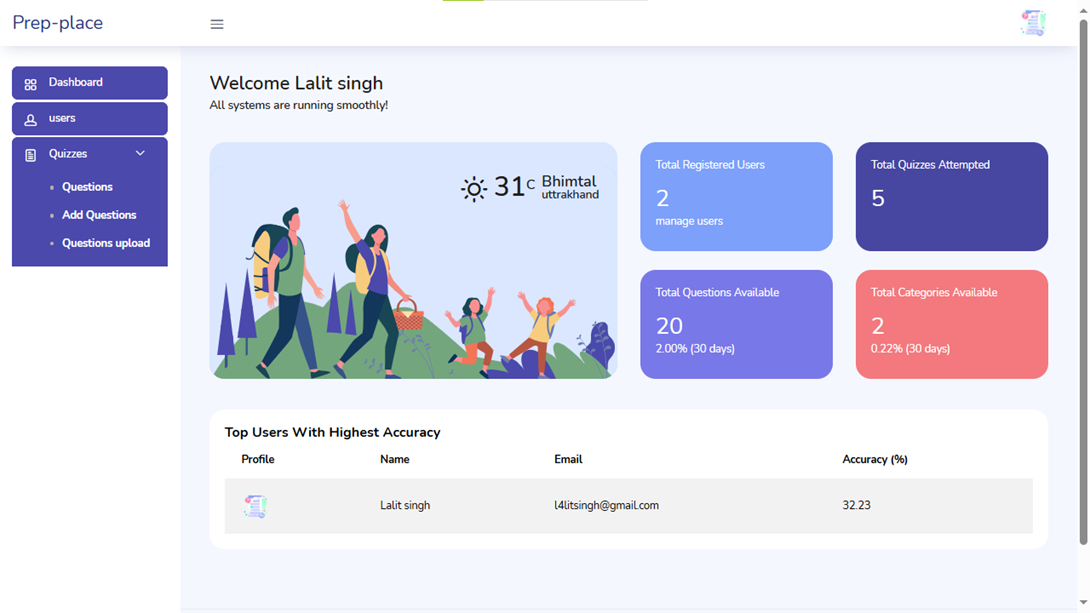 Prep-place
Dashboard
users
Quizzes
Questions
Add Questions
Questions upload
Welcome Lalit singh
All systems are running smoothly!
31C Bhimtal
uttrakhand
Total Registered Users
2
manage users
Total Quizzes Attempted
5
Total Questions Available
20
2.00% (30 days)
Total Categories Available
2
0.22% (30 days)
Top Users With Highest Accuracy
Profile Name Email Accuracy (%)
Lalit singh l4litsingh@gmail.com 32.23